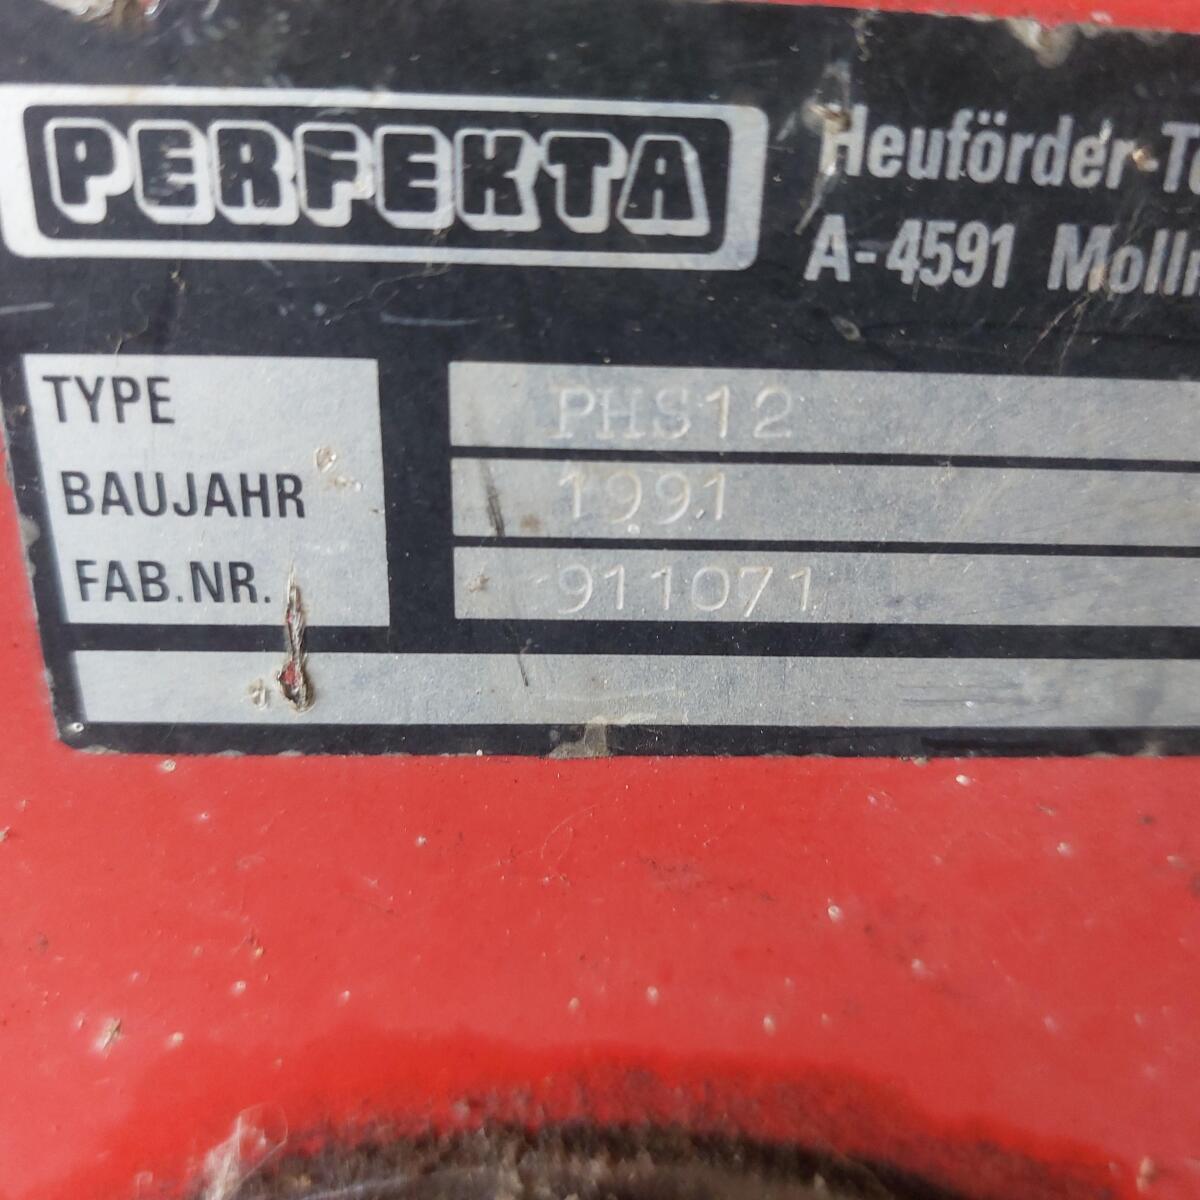 PERFEKTA
Heuförder-Te
A-4591 Molln
TYPE PHS12
BAUJAHR 1991
FAB.NR. 911071